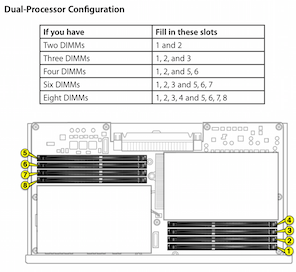 Dual-Processor Configuration
If you have Fill in these slots
Two DIMMs 1 and 2
Three DIMMs 1, 2, and 3
Four DIMMs 1, 2, and 5, 6
Six DIMMs 1, 2, 3 and 5, 6, 7
Eight DIMMs 1, 2, 3, 4 and 5, 6, 7, 8
5
6
7
8
4
3
2
1